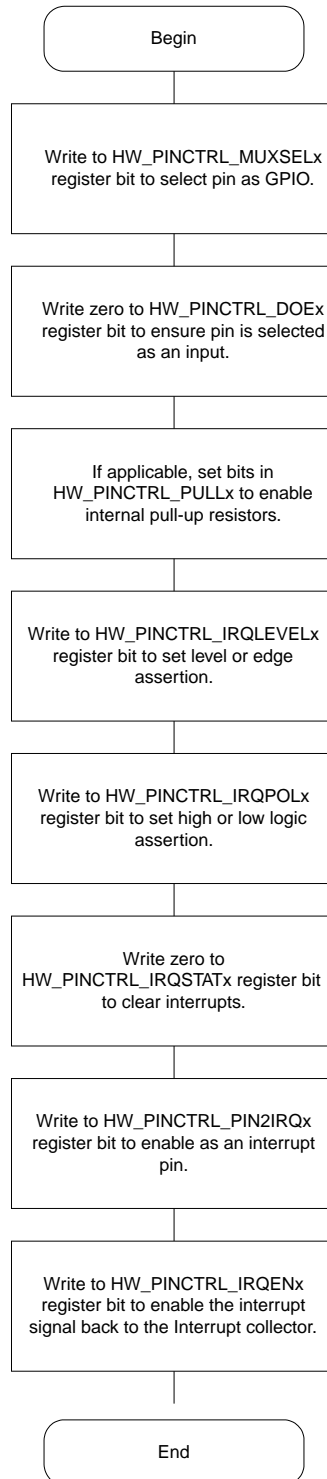 Begin
Write to HW_PINCTRL_MUXSELx
register bit to select pin as GPIO.
Write zero to HW_PINCTRL_DOEx
register bit to ensure pin is selected
as an input.
If applicable, set bits in
HW_PINCTRL_PULLx to enable
internal pull-up resistors.
Write to HW_PINCTRL_IRQLEVELx
register bit to set level or edge
assertion.
Write to HW_PINCTRL_IRQPOLx
register bit to set high or low logic
assertion.
Write zero to
HW_PINCTRL_IRQSTATx register bit
to clear interrupts.
Write to HW_PINCTRL_PIN2IRQx
register bit to enable as an interrupt
pin.
Write to HW_PINCTRL_IRQENx
register bit to enable the interrupt
signal back to the Interrupt collector.
End